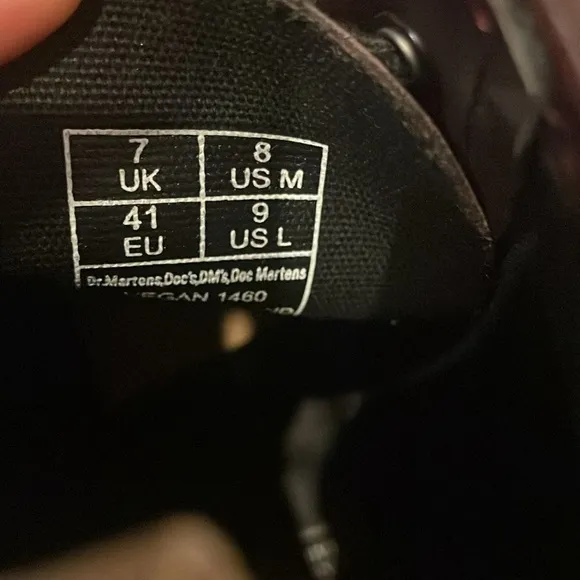 7 8
UK US M
41 9
EU US L
Dr.Martens,Doc's,DM's,Doc Martens
VEGAN 1460